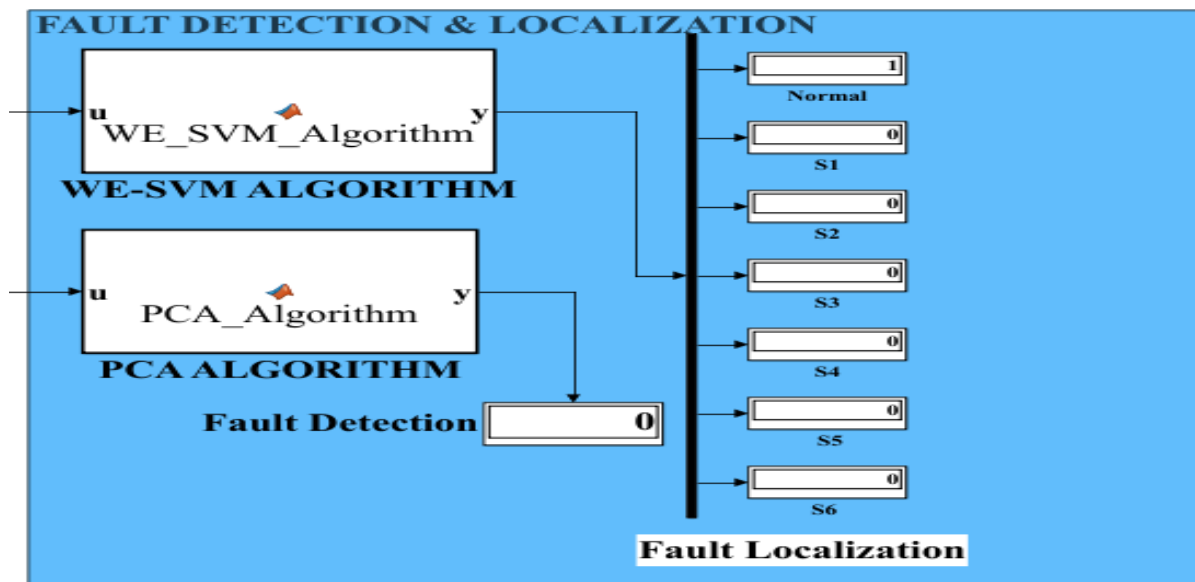 FAULT DETECTION & LOCALIZATION
u
y
WE_SVM_Algorithm
WE-SVM ALGORITHM
u
y
PCA_Algorithm
PCA ALGORITHM
Fault Detection
0
1
Normal
0
S1
0
S2
0
S3
0
S4
0
S5
0
S6
Fault Localization